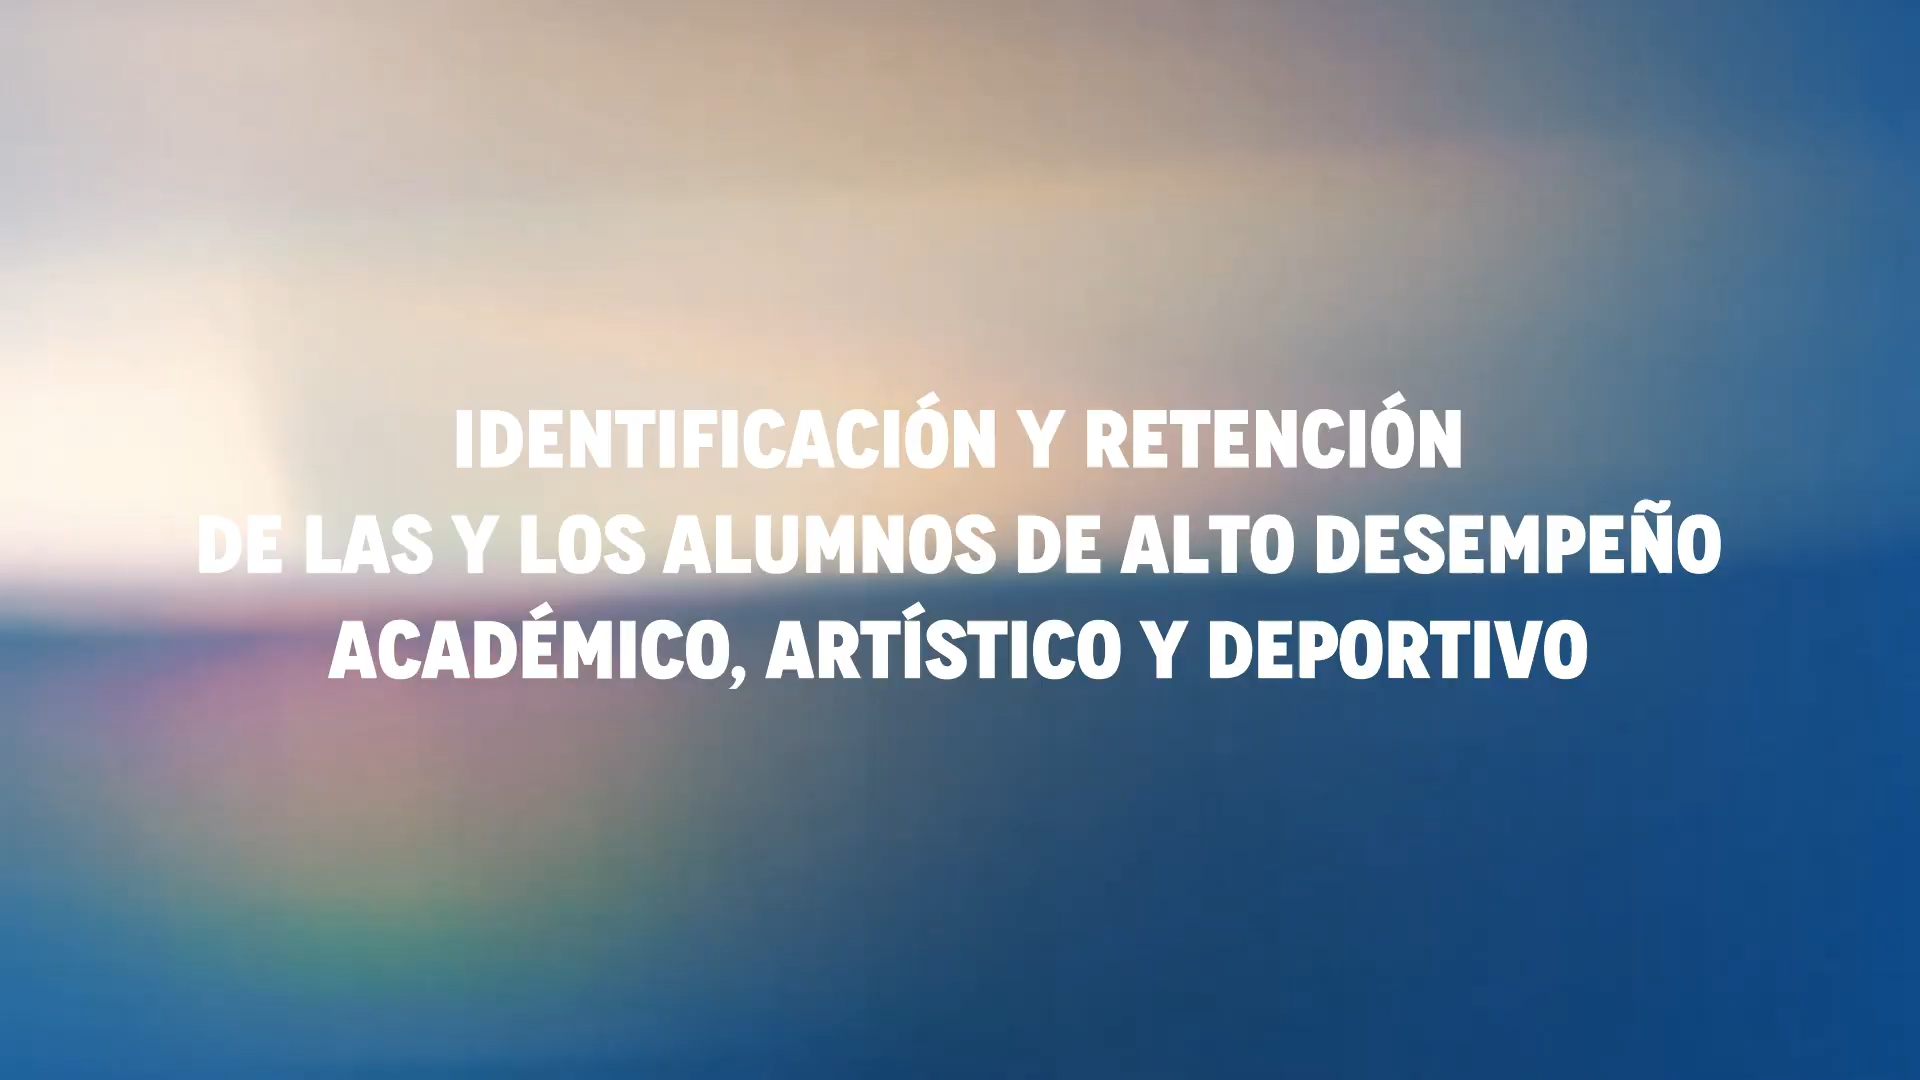 IDENTIFICACIÓN Y RETENCIÓN
DE LAS Y LOS ALUMNOS DE ALTO DESEMPEÑO
ACADÉMICO, ARTÍSTICO Y DEPORTIVO